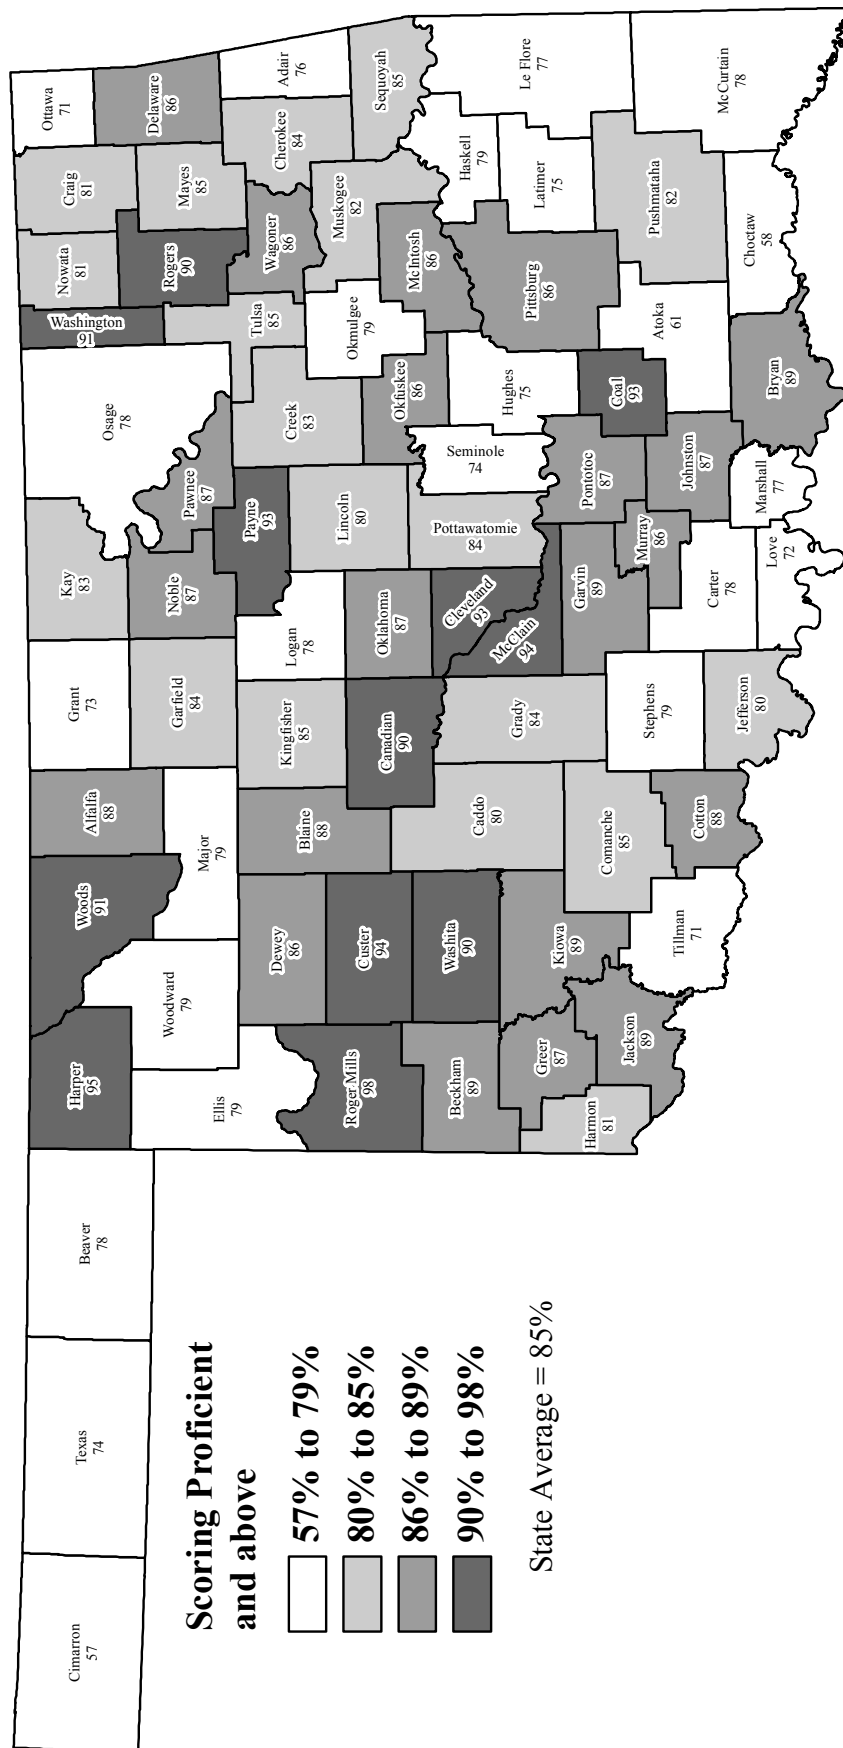 Cimarron
57
Texas
74
Beaver
78
Harper
95
Woods
91
Alfalfa
88
Grant
73
Kay
83
Osage
78
Washington
91
Nowata
81
Craig
81
Ottawa
71
Ellis
79
Woodward
79
Major
79
Garfield
84
Noble
87
Pawnee
87
Rogers
90
Mayes
85
Delaware
86
Roger Mills
98
Dewey
86
Blaine
88
Kingfisher
85
Logan
78
Payne
93
Creek
83
Tulsa
85
Wagoner
86
Cherokee
84
Adair
76
Custer
94
Canadian
90
Oklahoma
87
Lincoln
80
Okfuskee
86
Okmulgee
79
Muskogee
82
Sequoyah
85
Beckham
89
Washita
90
Caddo
80
Grady
84
Cleveland
93
McClain
94
Pottawatomie
84
Seminole
74
Hughes
75
McIntosh
86
Haskell
79
Le Flore
77
Harmon
81
Greer
87
Kiowa
89
Jackson
89
Comanche
85
Tillman
71
Cotton
88
Stephens
79
Jefferson
80
Garvin
89
Murray
86
Carter
78
Love
72
Pontotoc
87
Johnston
87
Marshall
77
Coal
93
Pittsburg
86
Latimer
75
Atoka
61
Bryan
89
Pushmataha
82
Choctaw
58
McCurtain
78
Scoring Proficient
and above
57% to 79%
80% to 85%
86% to 89%
90% to 98%
State Average = 85%